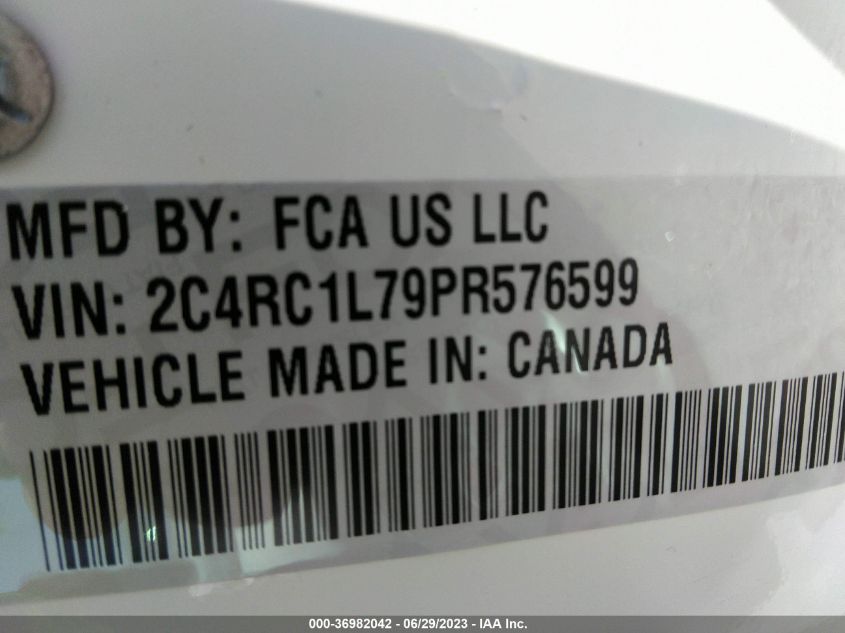 MFD BY: FCA US LLC
VIN: 2C4RC1L79PR576599
VEHICLE MADE IN: CANADA
000-36982042 - 06/29/2023 - IAA Inc.